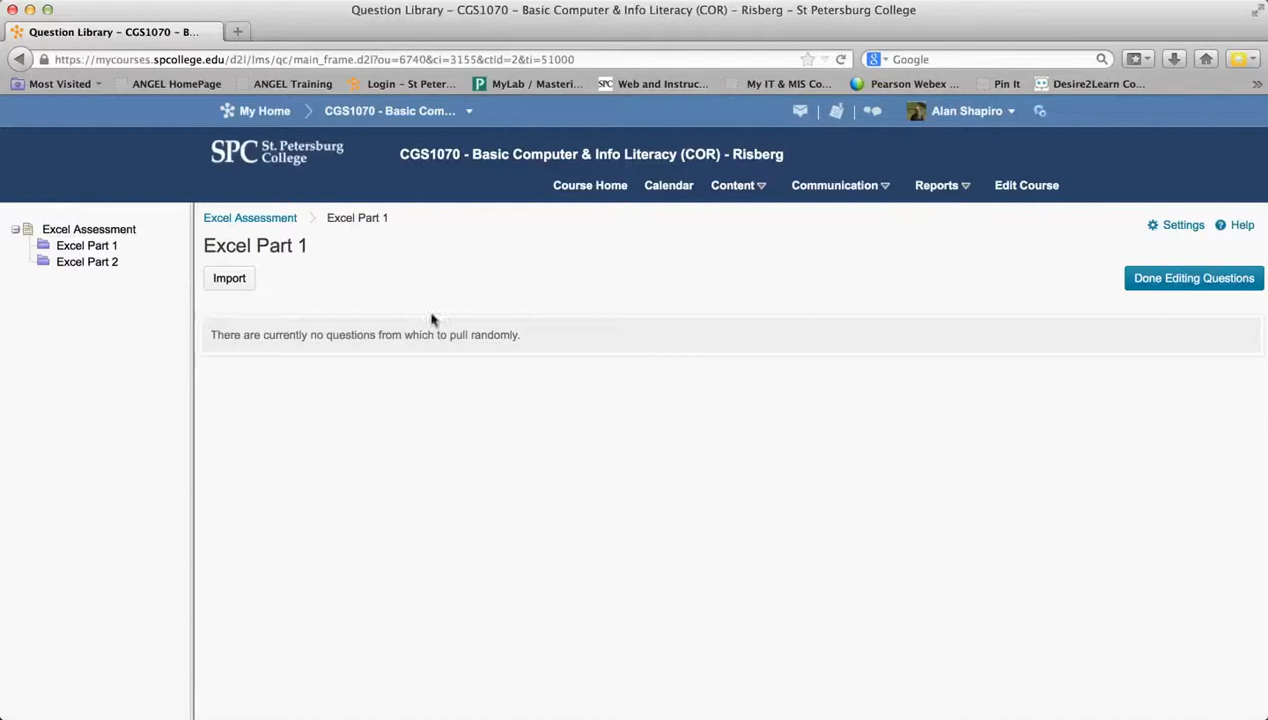 Question Library – CGS1070 – Basic Computer & Info Literacy (COR) – Risberg – St Petersburg College
Question Library – CGS1070 – B...
https://mycourses.spcollege.edu/d2l/lms/qc/main_frame.d2l?ou=6740&ci=3155&ctid=2&ti=51000
Google
Most Visited
ANGEL HomePage
ANGEL Training
Login – St Peter...
MyLab / Masteri...
SPC
Web and Instruc...
My IT & MIS Co...
Pearson Webex ...
Pin It
Desire2Learn Co...
My Home
CGS1070 - Basic Com...
Alan Shapiro
SPC St. Petersburg
College
CGS1070 - Basic Computer & Info Literacy (COR) - Risberg
Course Home
Calendar
Content
Communication
Reports
Edit Course
Excel Assessment
Excel Part 1
Excel Part 2
Excel Assessment
Excel Part 1
Settings
Help
Excel Part 1
Import
Done Editing Questions
There are currently no questions from which to pull randomly.